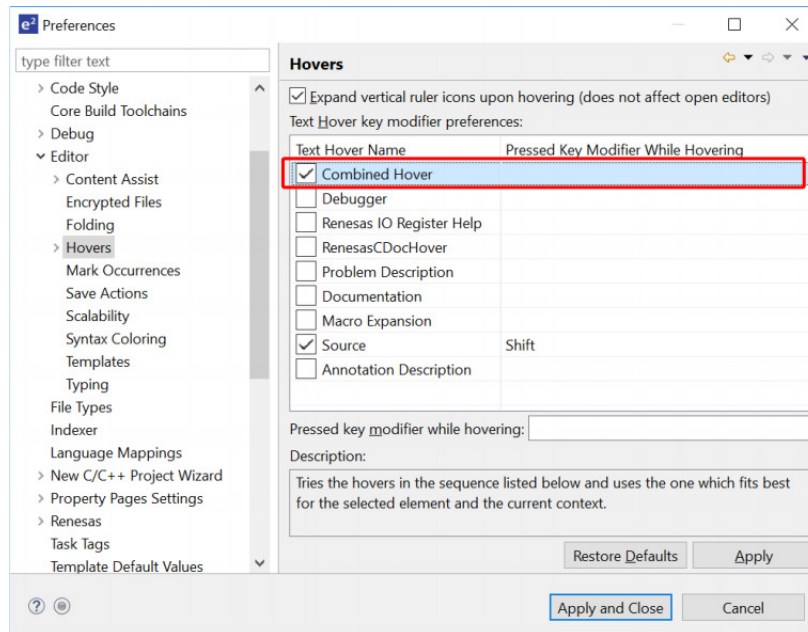 e² Preferences
type filter text
Code Style
Core Build Toolchains
Debug
Editor
Content Assist
Encrypted Files
Folding
Hovers
Mark Occurrences
Save Actions
Scalability
Syntax Coloring
Templates
Typing
File Types
Indexer
Language Mappings
New C/C++ Project Wizard
Property Pages Settings
Renesas
Task Tags
Template Default Values
Hovers
Expand vertical ruler icons upon hovering (does not affect open editors)
Text Hover key modifier preferences:
Text Hover Name Pressed Key Modifier While Hovering
Combined Hover
Debugger
Renesas IO Register Help
RenesasCDocHover
Problem Description
Documentation
Macro Expansion
Source Shift
Annotation Description
Pressed key modifier while hovering:
Description:
Tries the hovers in the sequence listed below and uses the one which fits best
for the selected element and the current context.
Restore Defaults Apply
? Apply and Close Cancel